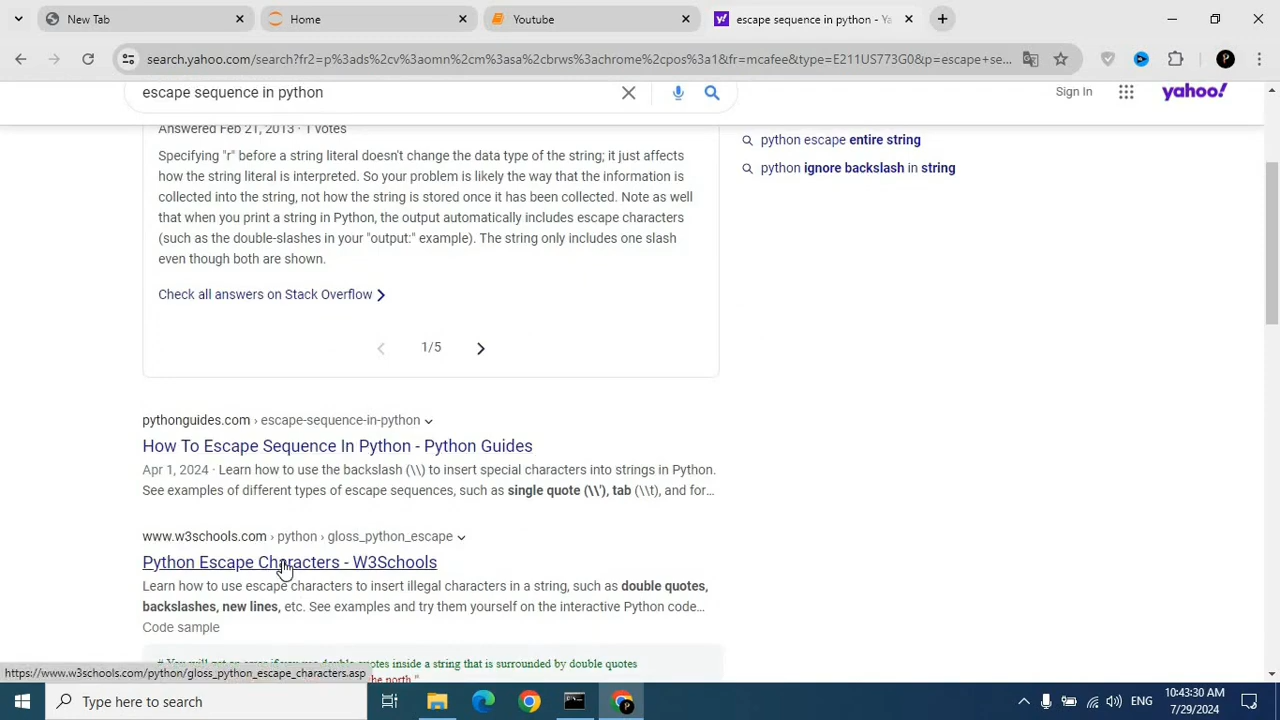 New Tab
Home
Youtube
escape sequence in python - Ya
search.yahoo.com/search?fr2=p%3ads%2cv%3aomn%2cm%3asa%2cbrws%3achrome%2cpos%3a1&fr=mcafee&type=E211US773G0&p=escape+se...
escape sequence in python
Sign In
yahoo!
Answered Feb 21, 2013 · 1 votes
Specifying "r" before a string literal doesn't change the data type of the string; it just affects
how the string literal is interpreted. So your problem is likely the way that the information is
collected into the string, not how the string is stored once it has been collected. Note as well
that when you print a string in Python, the output automatically includes escape characters
(such as the double-slashes in your "output:" example). The string only includes one slash
even though both are shown.
Check all answers on Stack Overflow
1/5
python escape entire string
python ignore backslash in string
pythonguides.com › escape-sequence-in-python
How To Escape Sequence In Python - Python Guides
Apr 1, 2024 · Learn how to use the backslash (\\) to insert special characters into strings in Python.
See examples of different types of escape sequences, such as single quote (\\'), tab (\\t), and for...
www.w3schools.com › python › gloss_python_escape
Python Escape Characters - W3Schools
Learn how to use escape characters to insert illegal characters in a string, such as double quotes,
backslashes, new lines, etc. See examples and try them yourself on the interactive Python code...
Code sample
# You will get an error if you use double quotes inside a string that is surrounded by double quotes
the north."
https://www.w3schools.com/python/gloss_python_escape_characters.asp
Type here to search
ENG
10:43:30 AM
7/29/2024